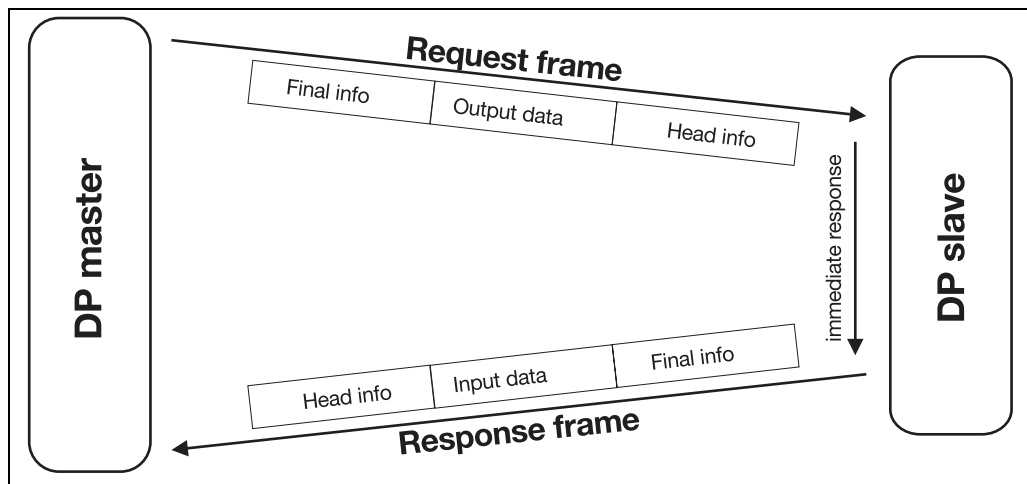 DP master
Request frame
Final info
Output data
Head info
immediate response
DP slave
Head info
Input data
Final info
Response frame